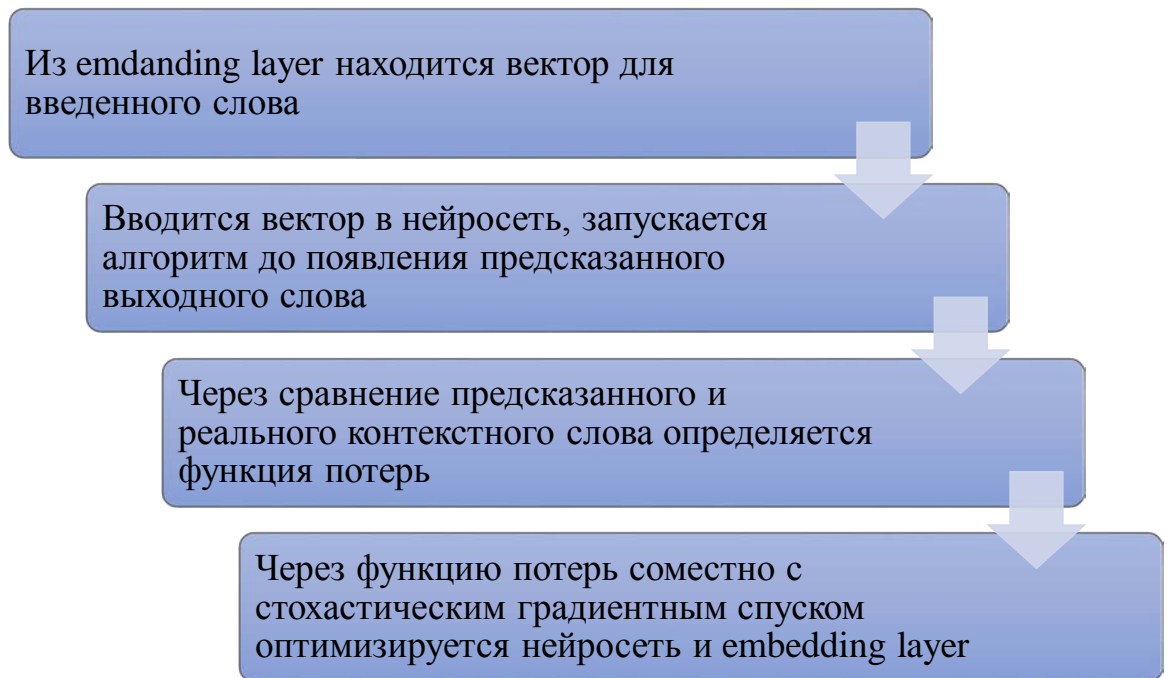 Из emdanding layer находится вектор для
введенного слова
Вводится вектор в нейросеть, запускается
алгоритм до появления предсказанного
выходного слова
Через сравнение предсказанного и
реального контекстного слова определяется
функция потерь
Через функцию потерь соместно с
стохастическим градиентным спуском
оптимизируется нейросеть и embedding layer